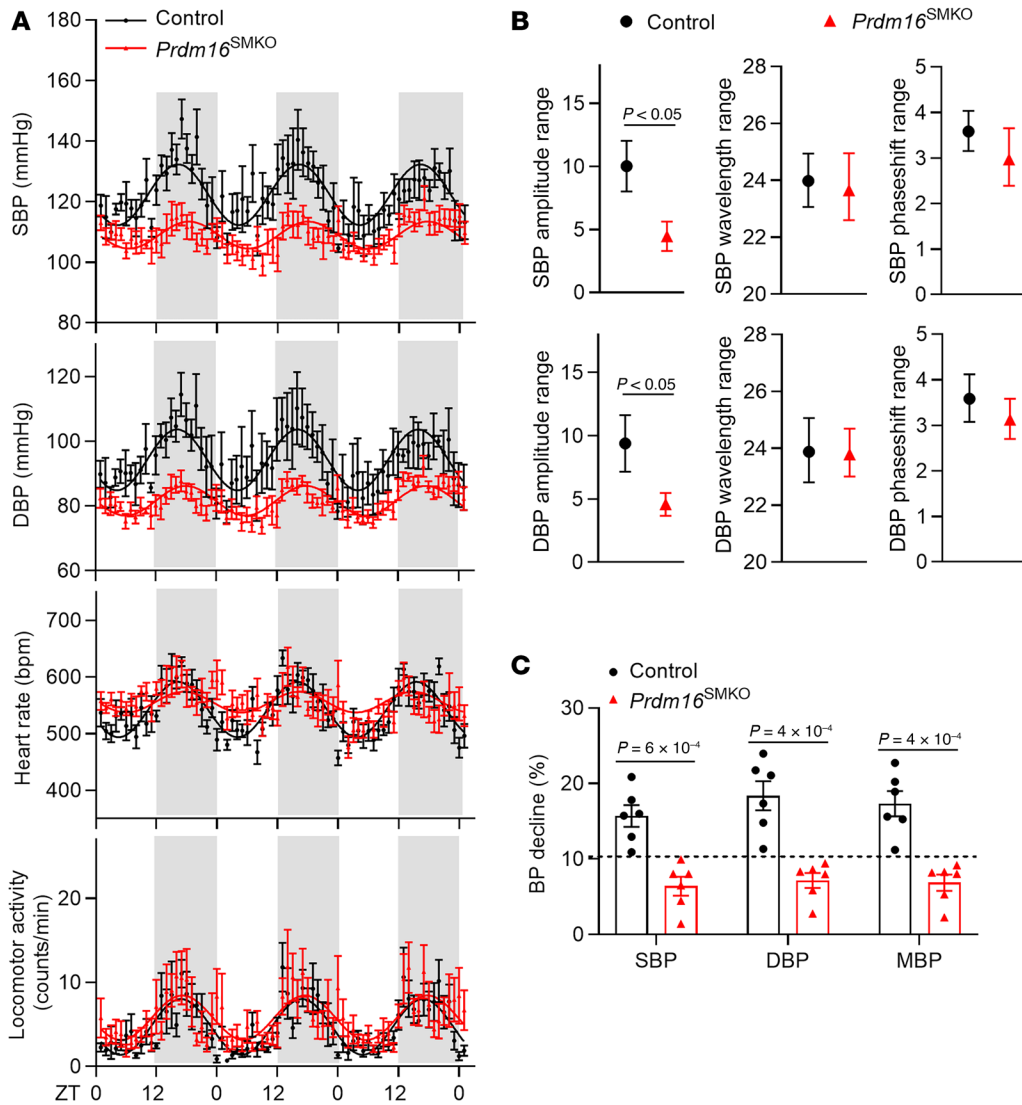 A
Control
Prdm16SMKO
SBP (mmHg)
180
160
140
120
100
80
DBP (mmHg)
120
100
80
60
Heart rate (bpm)
700
600
500
400
Locomotor activity
(counts/min)
20
10
0
ZT 0 12 0 12 0 12 0
B
Control
Prdm16SMKO
SBP amplitude range
15
10
5
0
P < 0.05
SBP wavelength range
28
26
24
22
20
SBP phaseshift range
5
4
3
2
1
0
DBP amplitude range
15
10
5
0
P < 0.05
DBP wavelength range
28
26
24
22
20
DBP phaseshift range
5
4
3
2
1
0
C
Control
Prdm16SMKO
BP decline (%)
30
20
10
0
P = 6 × 10–4
P = 4 × 10–4
P = 4 × 10–4
SBP DBP MBP